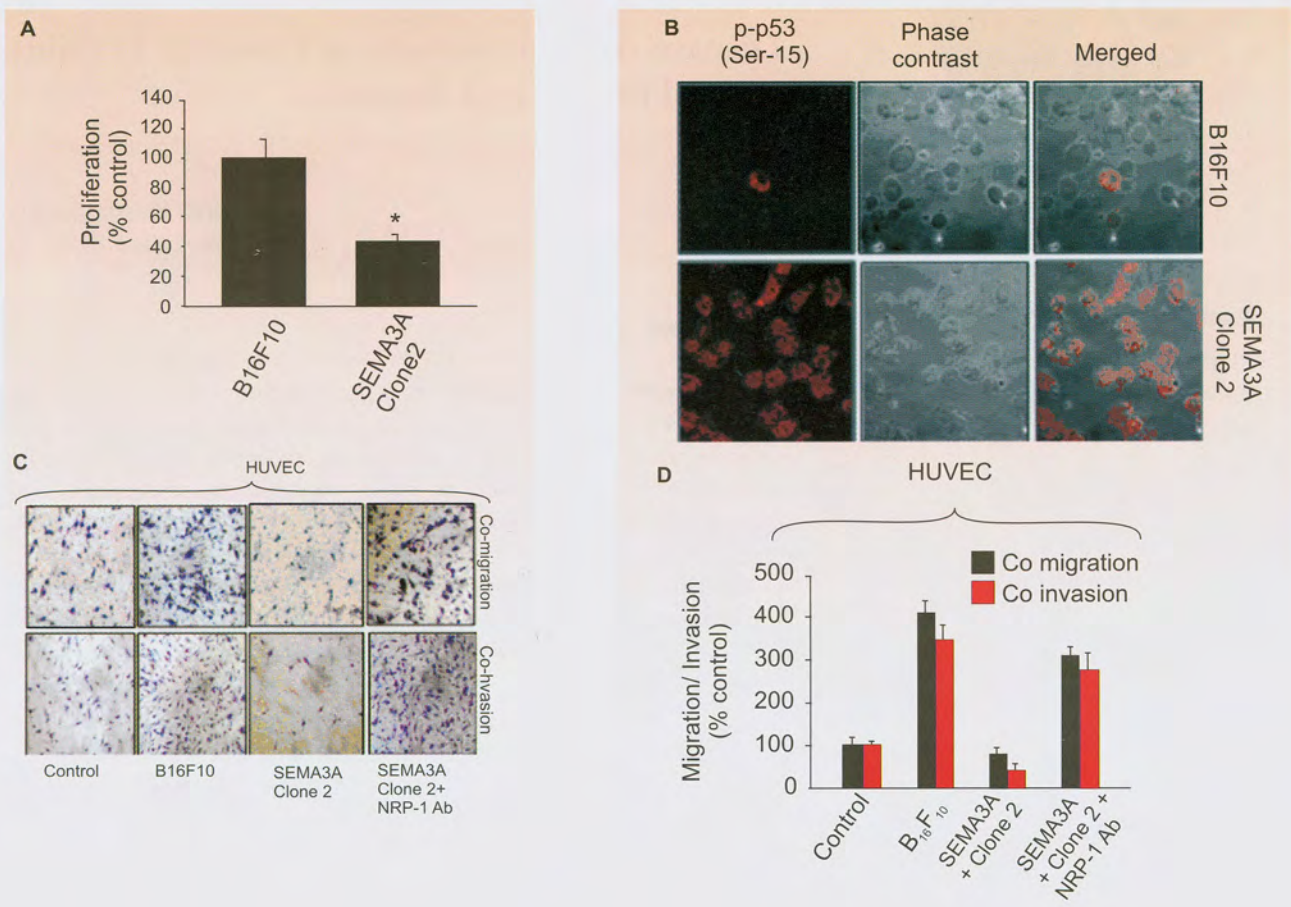 A
140
120
100
80
60
40
20
0
Proliferation
(% control)
B16F10
SEMA3A
Clone2
*
B
p-p53
(Ser-15)
Phase
contrast
Merged
B16F10
SEMA3A
Clone 2
C
HUVEC
Co-migration
Co-hvasion
Control
B16F10
SEMA3A
Clone 2
SEMA3A
Clone 2+
NRP-1 Ab
D
HUVEC
Co migration
Co invasion
500
400
300
200
100
0
Migration/ Invasion
(% control)
Control
B₁₆F₁₀
SEMA3A
+ Clone 2
SEMA3A
+ Clone 2 +
NRP-1 Ab